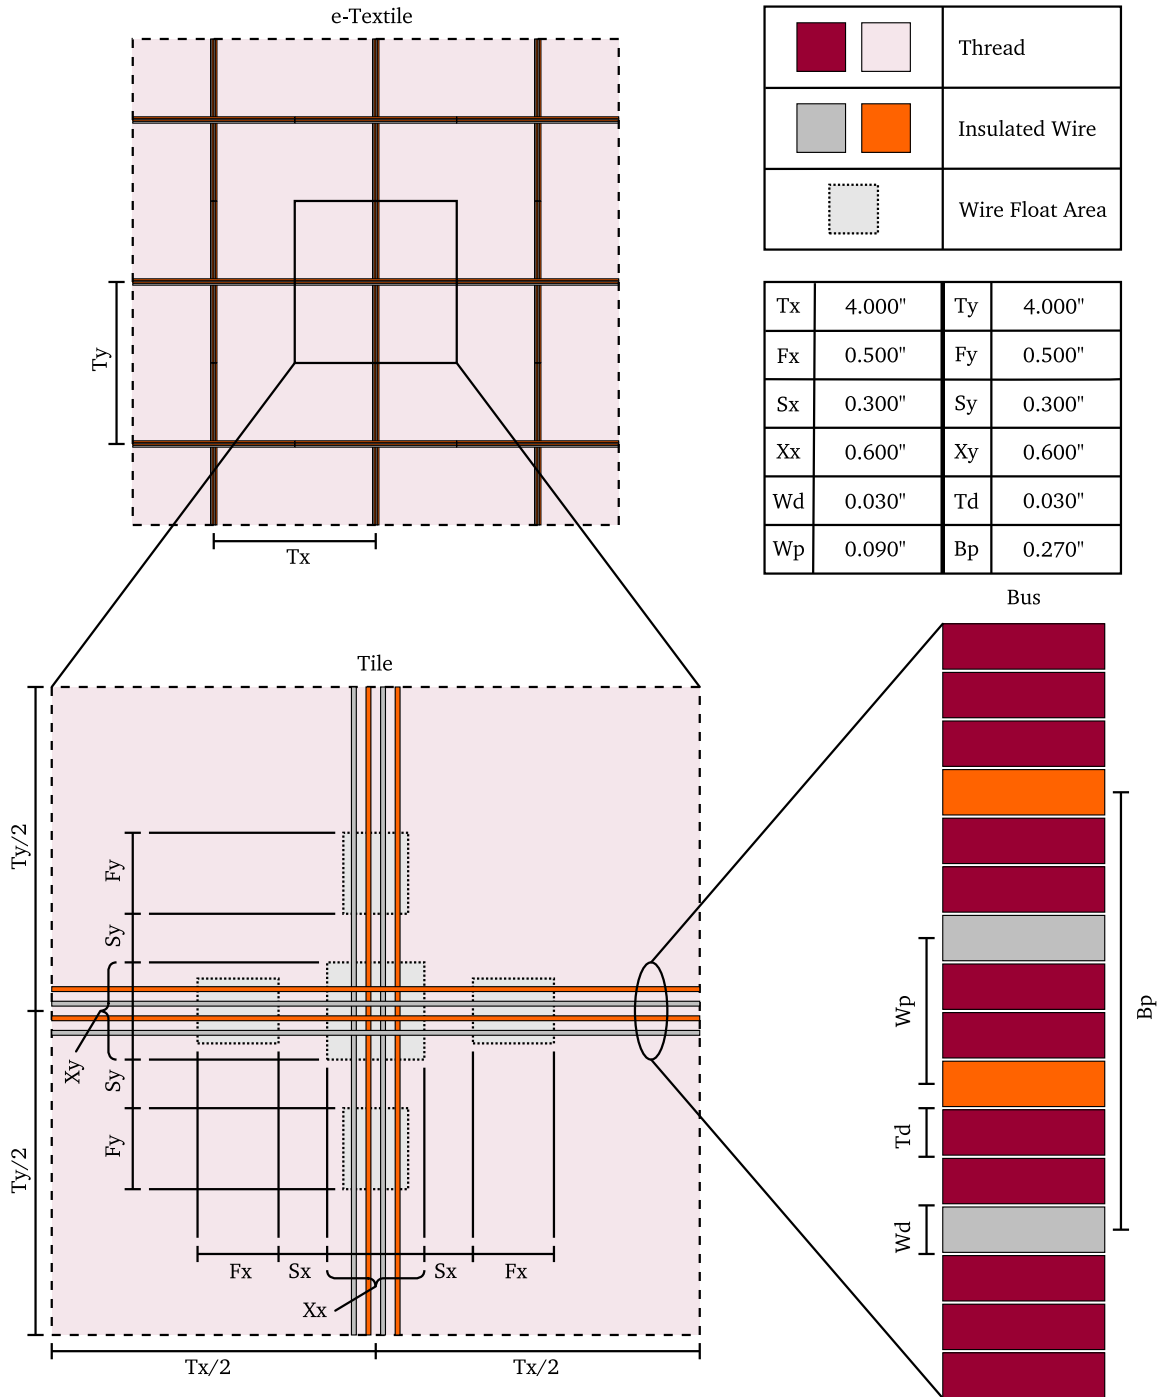 e-Textile
Ty
Tx
Thread
Insulated Wire
Wire Float Area
Tx 4.000" Ty 4.000"
Fx 0.500" Fy 0.500"
Sx 0.300" Sy 0.300"
Xx 0.600" Xy 0.600"
Wd 0.030" Td 0.030"
Wp 0.090" Bp 0.270"
Tile
Ty/2
Ty/2
Fy
Sy
Xy
Sy
Fy
Fx Sx Sx Fx
Xx
Tx/2 Tx/2
Bus
Wp
Bp
Td
Wd